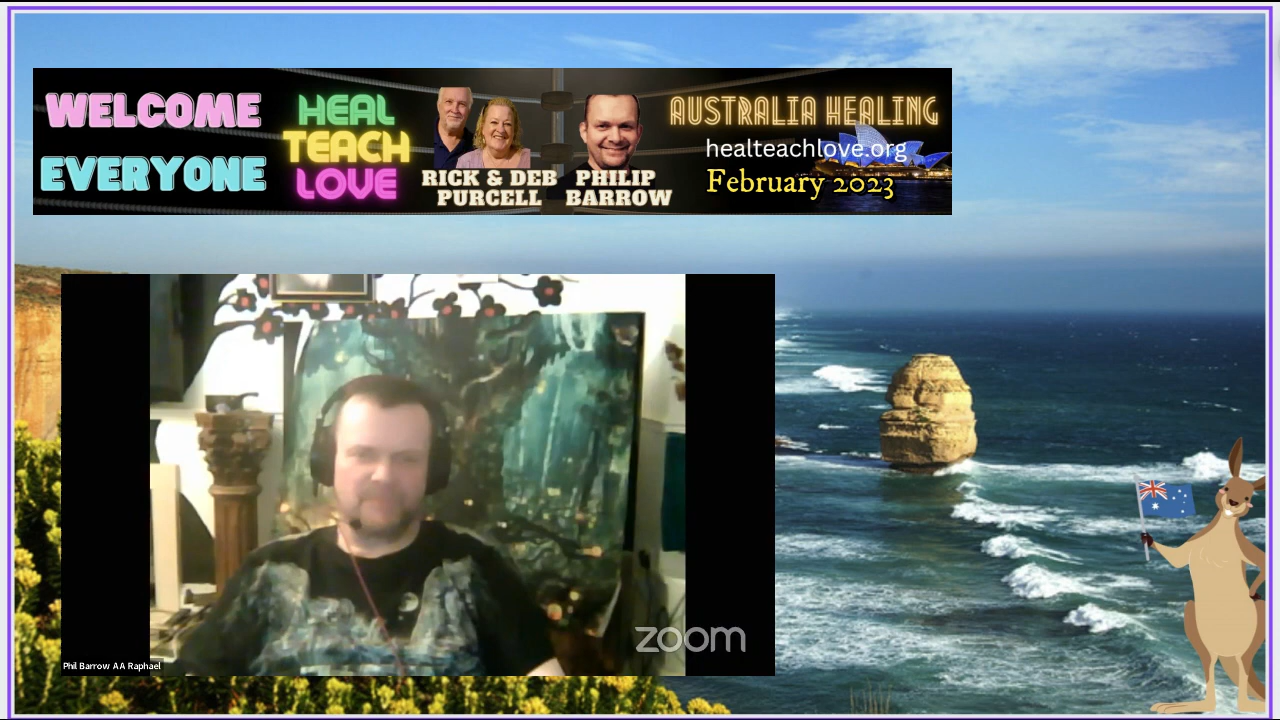 WELCOME
EVERYONE
HEAL
TEACH
LOVE
RICK & DEB
PURCELL
PHILIP
BARROW
AUSTRALIA HEALING
healteachlove.org
February 2023
zoom
Phil Barrow AA Raphael